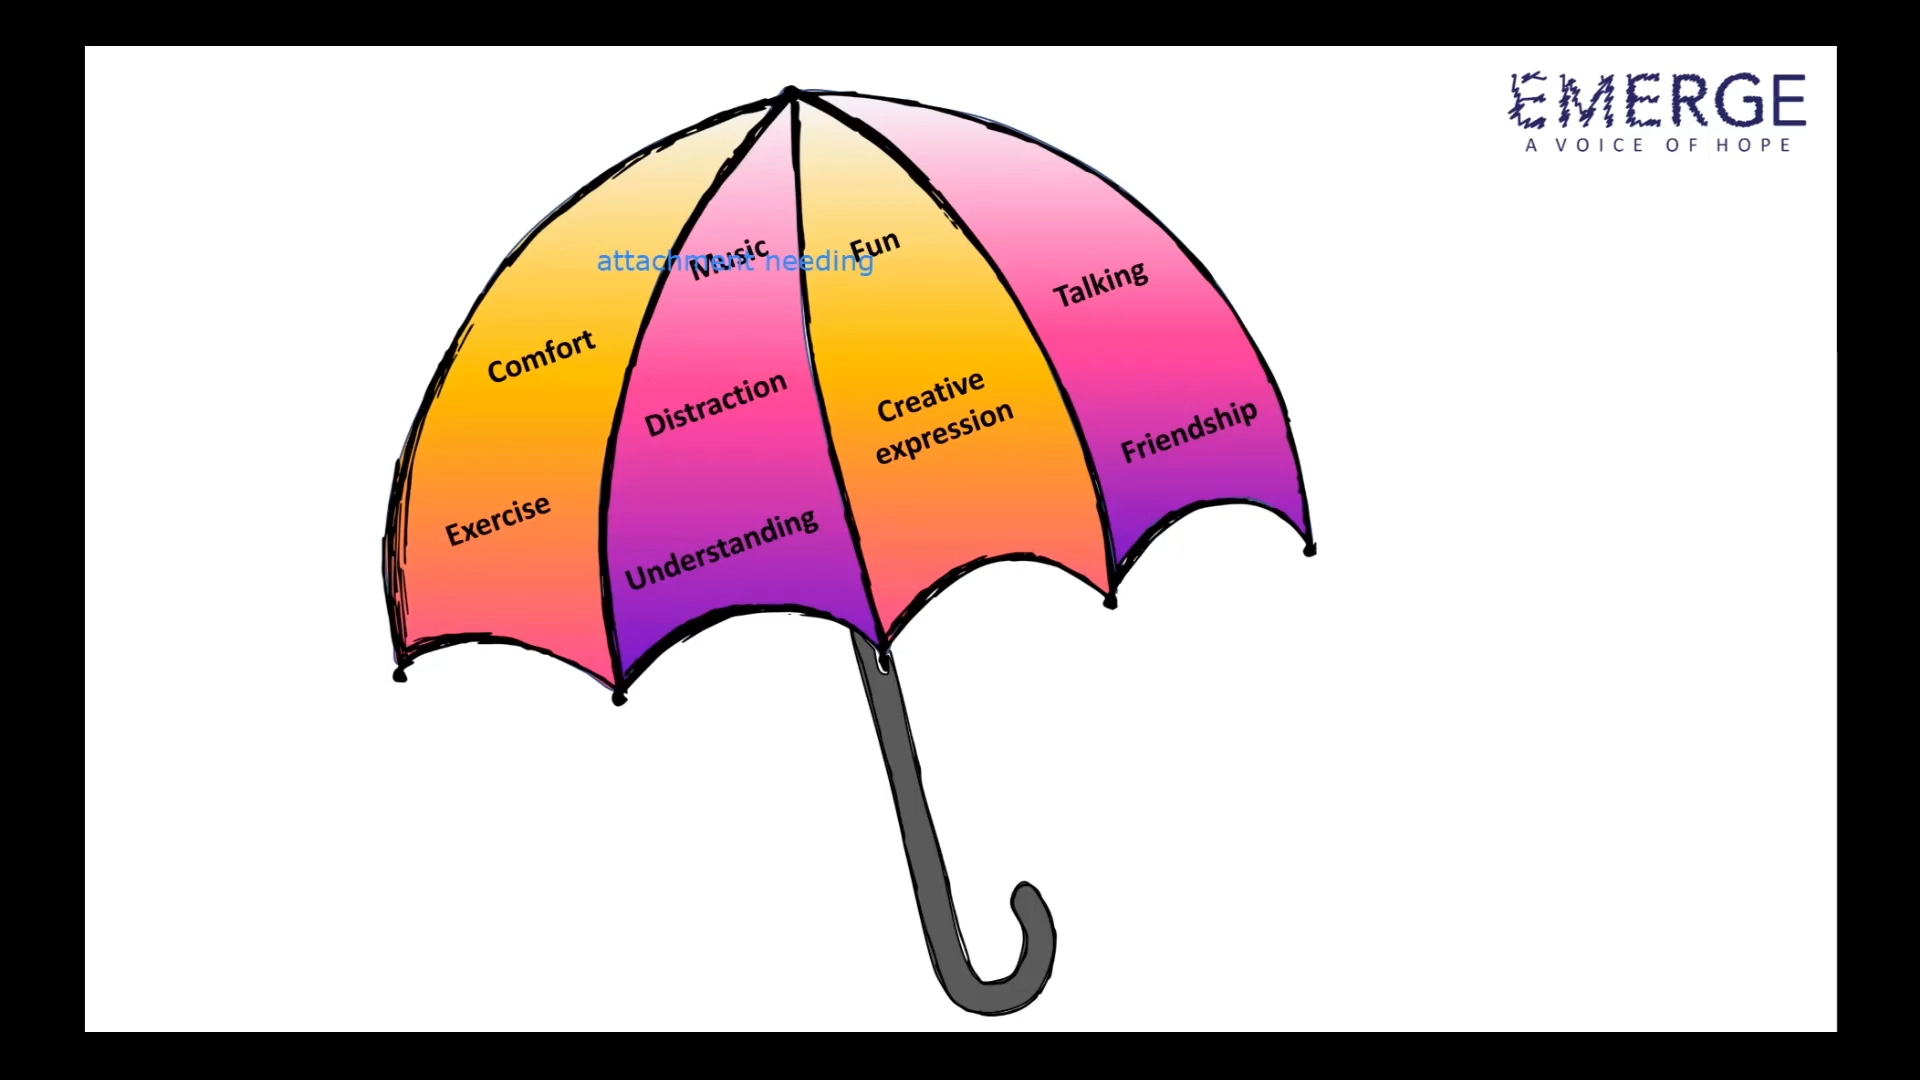 EMERGE
A VOICE OF HOPE
Music
Fun
attachment needing
Talking
Comfort
Distraction
Creative
expression
Friendship
Exercise
Understanding